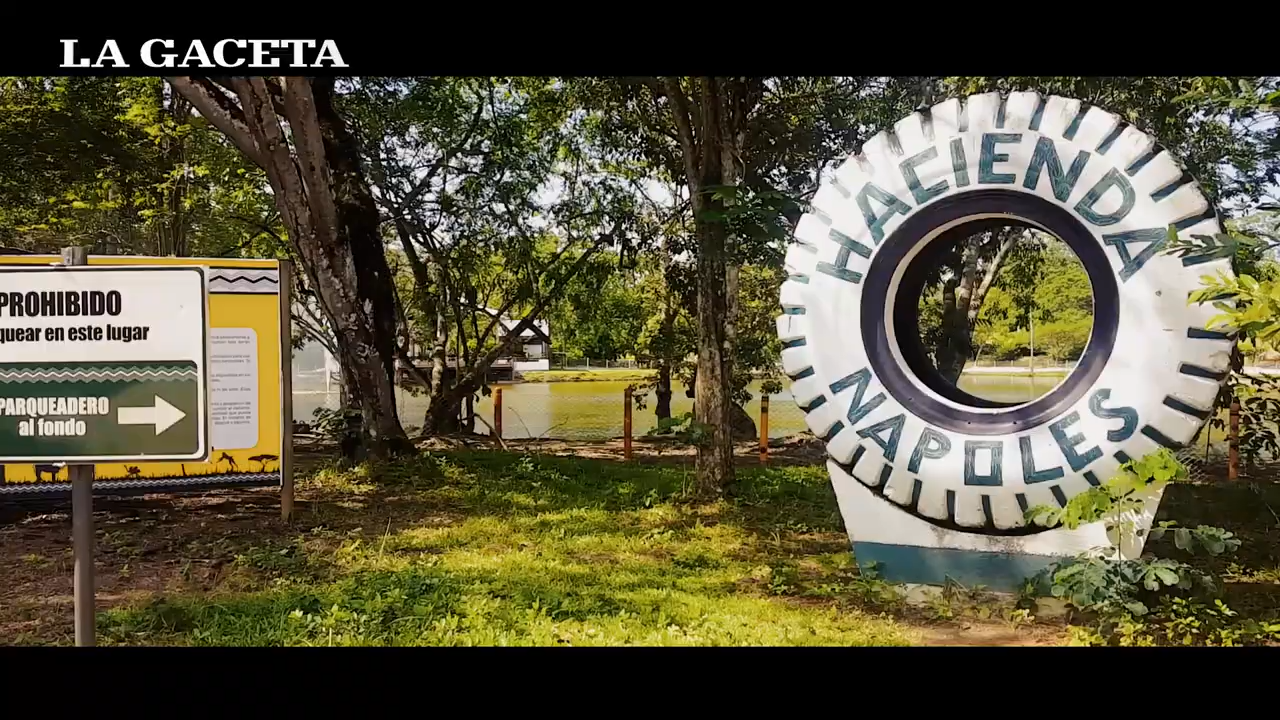 LA GACETA
HACIENDA
NAPOLES
PROHIBIDO
quear en este lugar
PARQUEADERO
al fondo